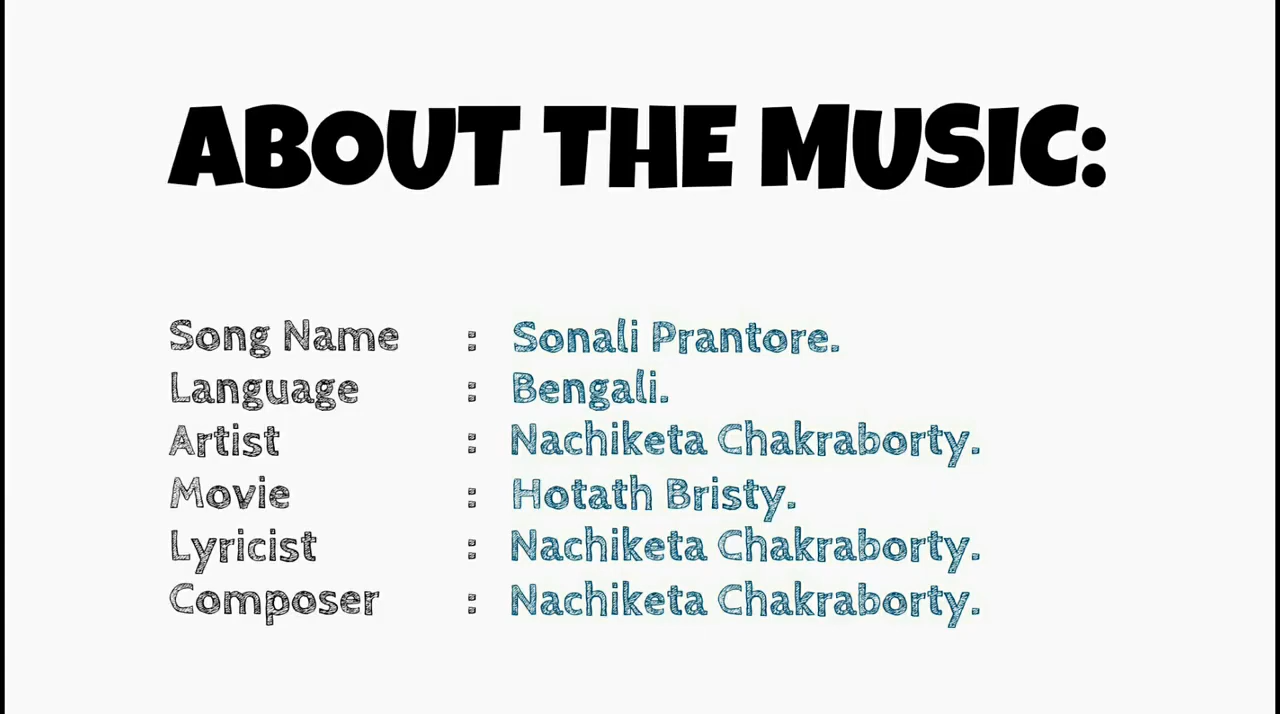 ABOUT THE MUSIC:
Song Name : Sonali Prantore.
Language : Bengali.
Artist : Nachiketa Chakraborty.
Movie : Hotath Bristy.
Lyricist : Nachiketa Chakraborty.
Composer : Nachiketa Chakraborty.